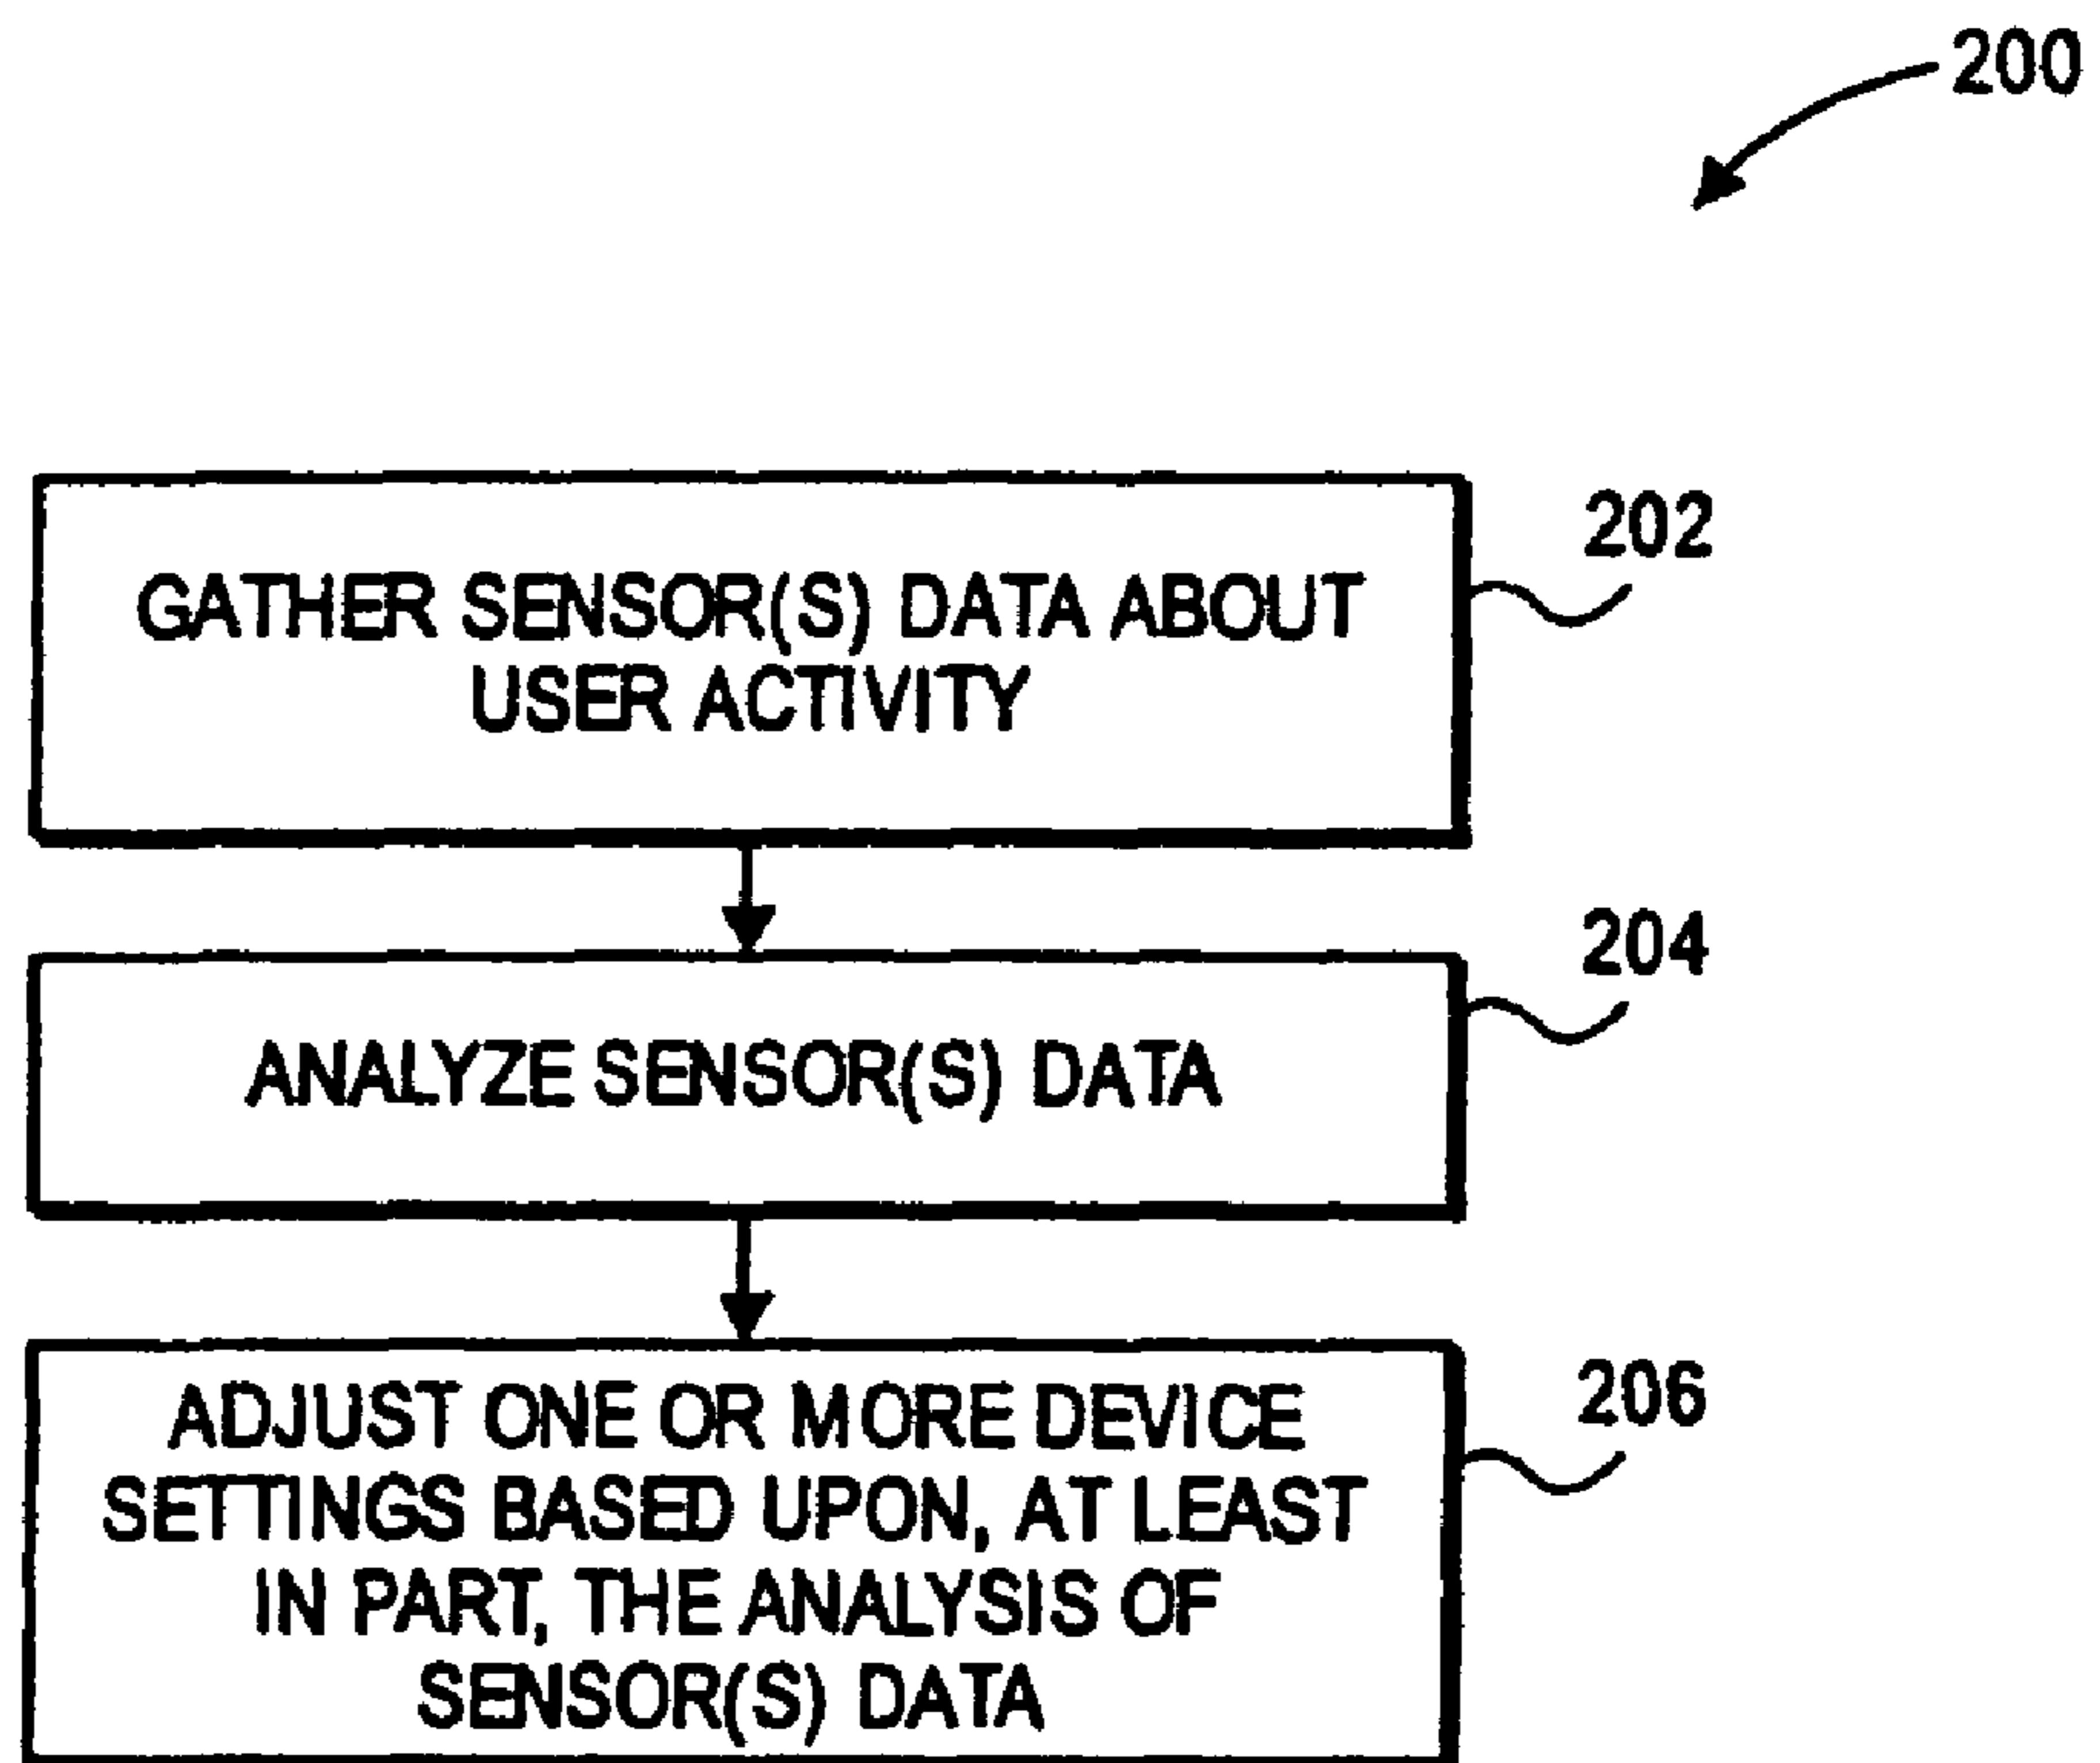 200
202
GATHER SENSOR(S) DATA ABOUT
USER ACTIVITY
204
ANALYZE SENSOR(S) DATA
206
ADJUST ONE OR MORE DEVICE
SETTINGS BASED UPON, AT LEAST
IN PART, THE ANALYSIS OF
SENSOR(S) DATA